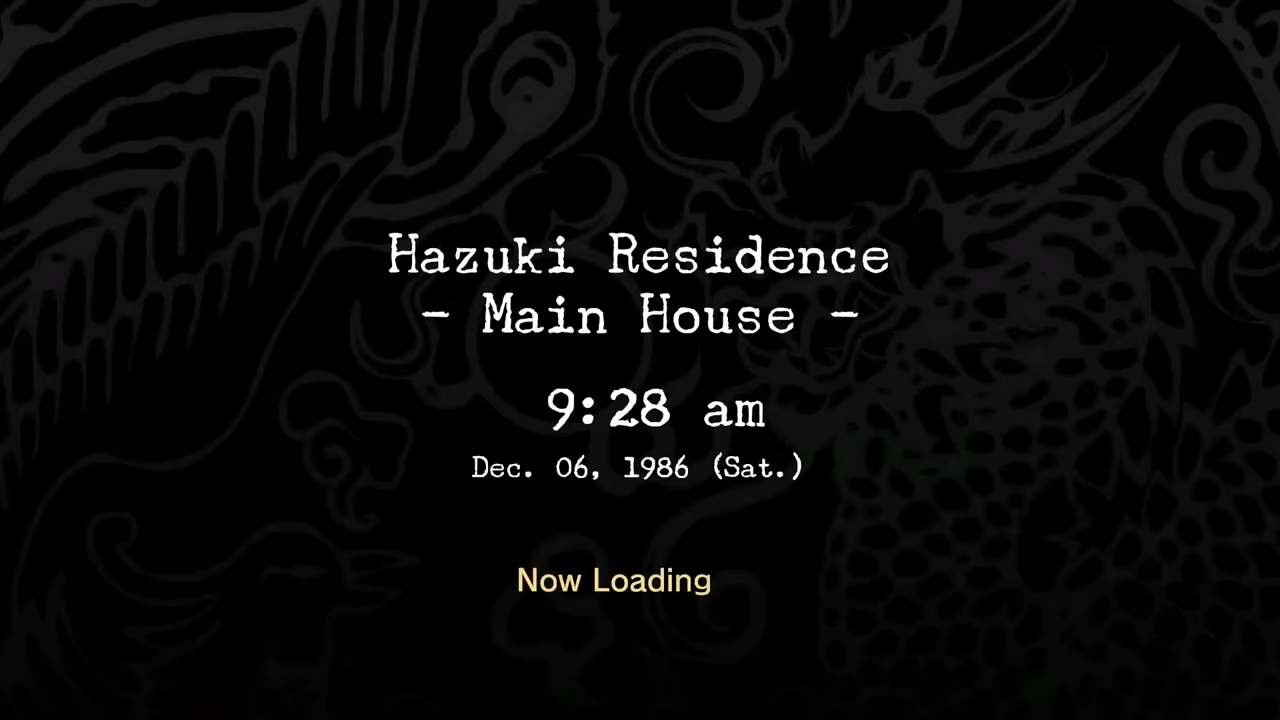 Hazuki Residence
- Main House -
9:28 am
Dec. 06, 1986 (Sat.)
Now Loading